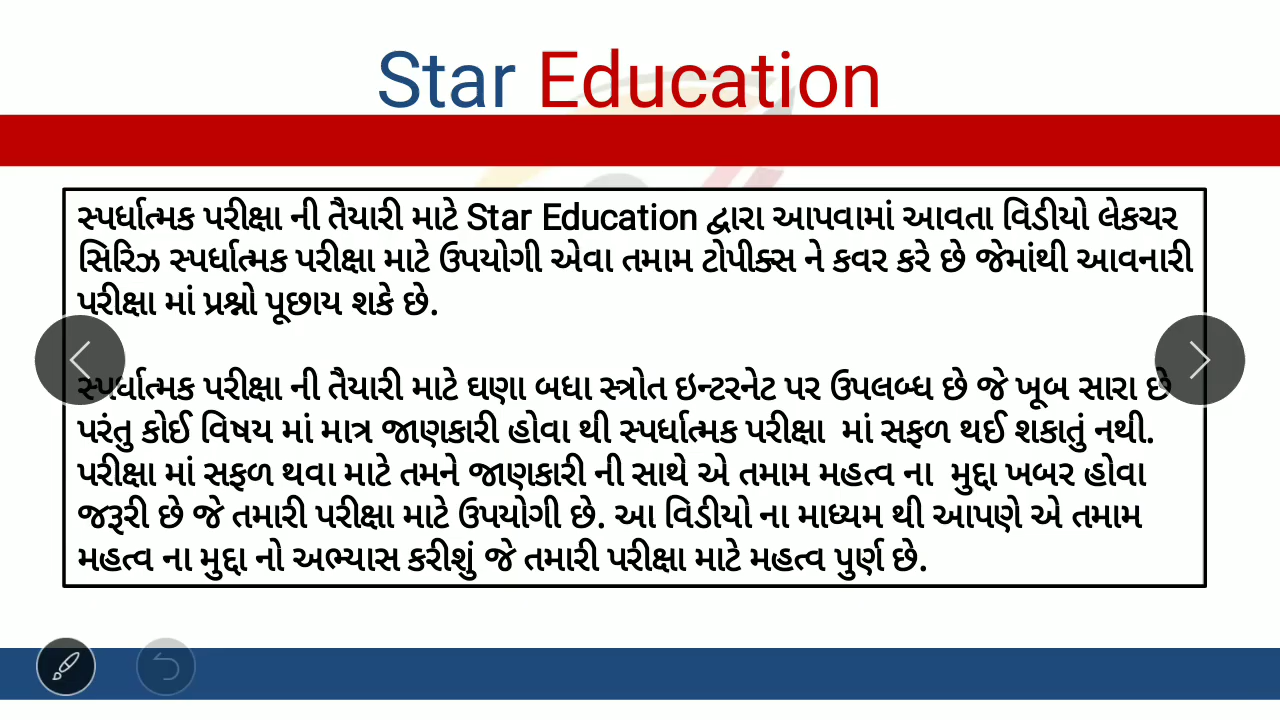 Star Education
સ્પર્ધાત્મક પરીક્ષા ની તૈયારી માટે Star Education દ્વારા આપવામાં આવતા વિડીયો લેકચર
સિરિઝ સ્પર્ધાત્મક પરીક્ષા માટે ઉપયોગી એવા તમામ ટોપીક્સ ને કવર કરે છે જેમાંથી આવનારી
પરીક્ષા માં પ્રશ્નો પૂછાય શકે છે.
સ્પર્ધાત્મક પરીક્ષા ની તૈયારી માટે ઘણા બધા સ્ત્રોત ઇન્ટરનેટ પર ઉપલબ્ધ છે જે ખૂબ સારા છે
પરંતુ કોઈ વિષય માં માત્ર જાણકારી હોવા થી સ્પર્ધાત્મક પરીક્ષા  માં સફળ થઈ શકાતું નથી.
પરીક્ષા માં સફળ થવા માટે તમને જાણકારી ની સાથે એ તમામ મહત્વ ના  મુદ્દા ખબર હોવા
જરૂરી છે જે તમારી પરીક્ષા માટે ઉપયોગી છે. આ વિડીયો ના માધ્યમ થી આપણે એ તમામ
મહત્વ ના મુદ્દા નો અભ્યાસ કરીશું જે તમારી પરીક્ષા માટે મહત્વ પુર્ણ છે.